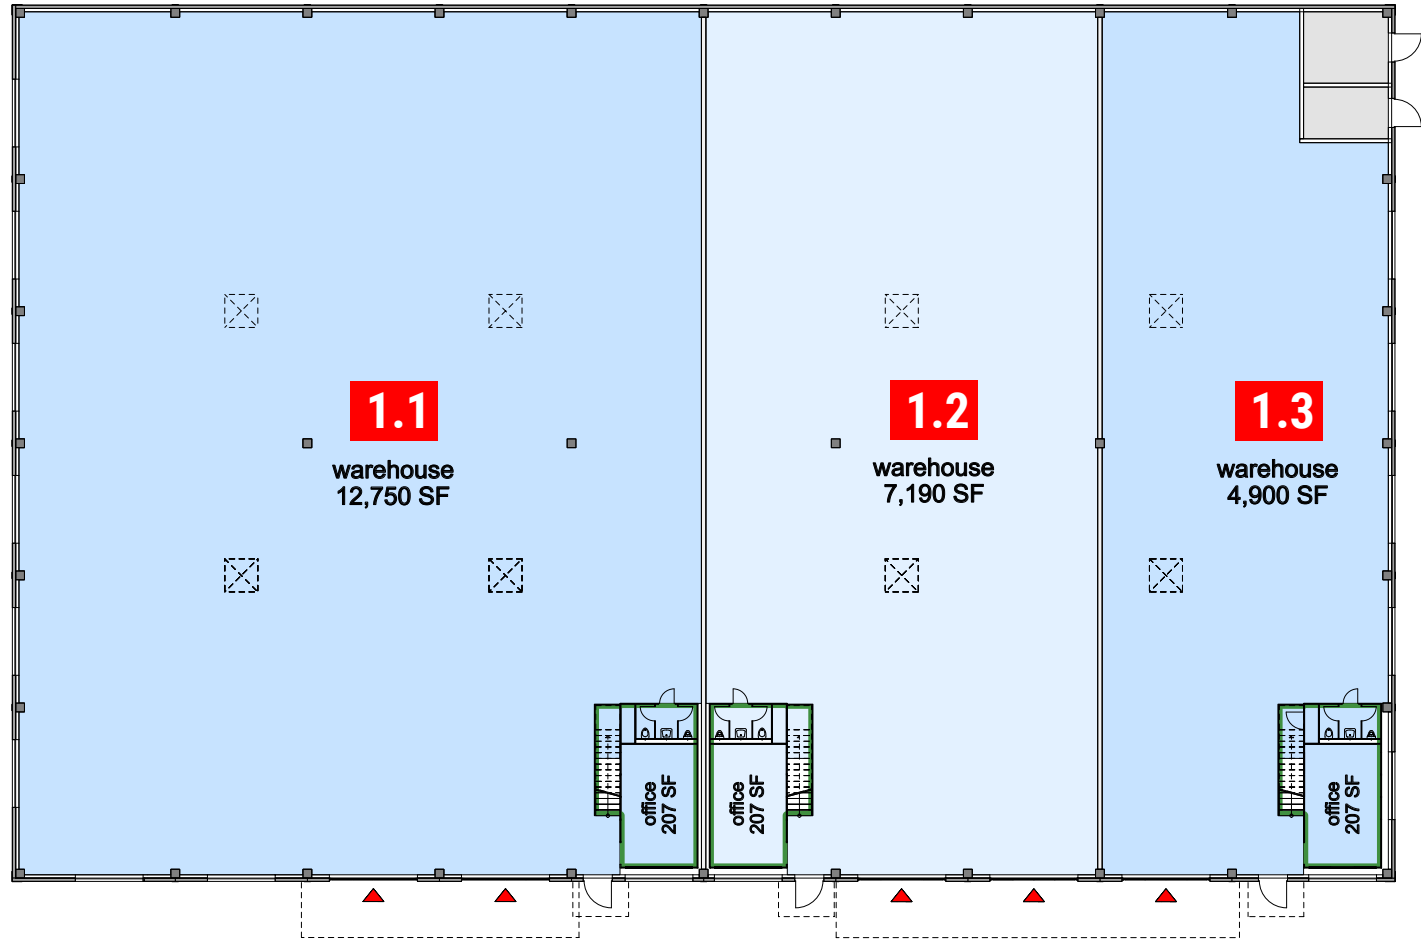 1.1
warehouse
12,750 SF
1.2
warehouse
7,190 SF
1.3
warehouse
4,900 SF
office
207 SF
office
207 SF
office
207 SF